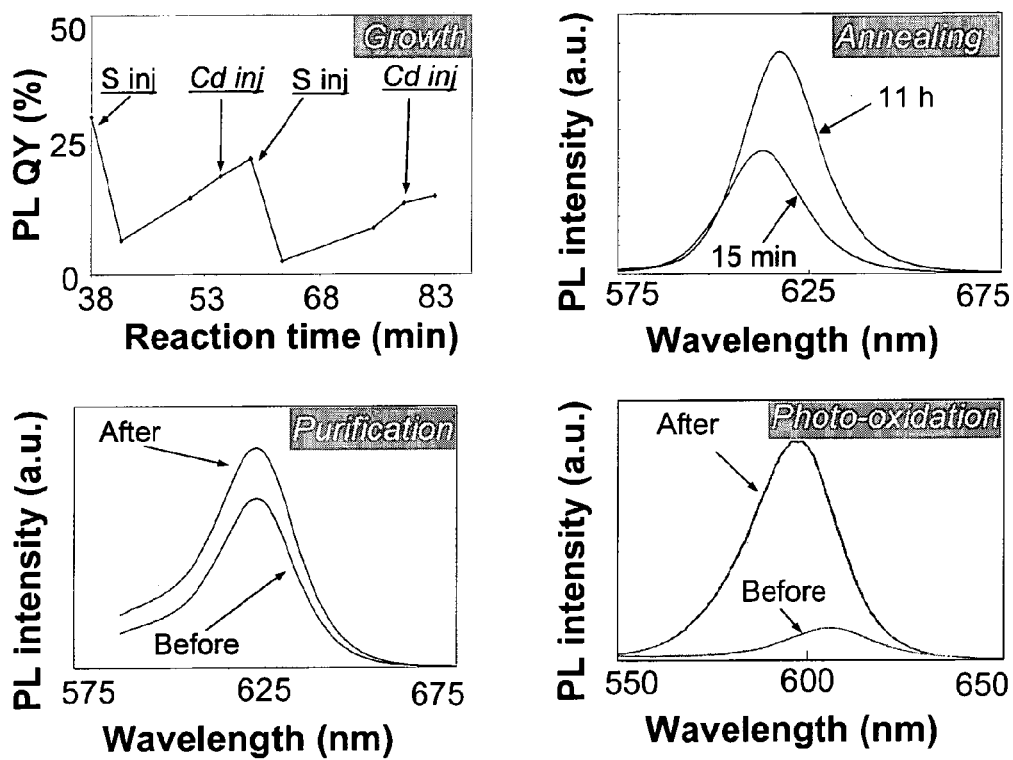 Growth
50
25
0
PL QY (%)
S inj
Cd inj
S inj
Cd inj
38
53
68
83
Reaction time (min)
Annealing
PL intensity (a.u.)
11 h
15 min
575
625
675
Wavelength (nm)
Purification
PL intensity (a.u.)
After
Before
575
625
675
Wavelength (nm)
Photo-oxidation
PL intensity (a.u.)
After
Before
550
600
650
Wavelength (nm)